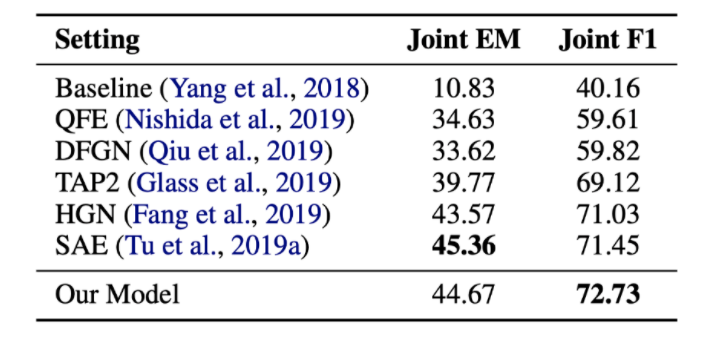 Setting Joint EM Joint F1
Baseline (Yang et al., 2018) 10.83 40.16
QFE (Nishida et al., 2019) 34.63 59.61
DFGN (Qiu et al., 2019) 33.62 59.82
TAP2 (Glass et al., 2019) 39.77 69.12
HGN (Fang et al., 2019) 43.57 71.03
SAE (Tu et al., 2019a) 45.36 71.45
Our Model 44.67 72.73